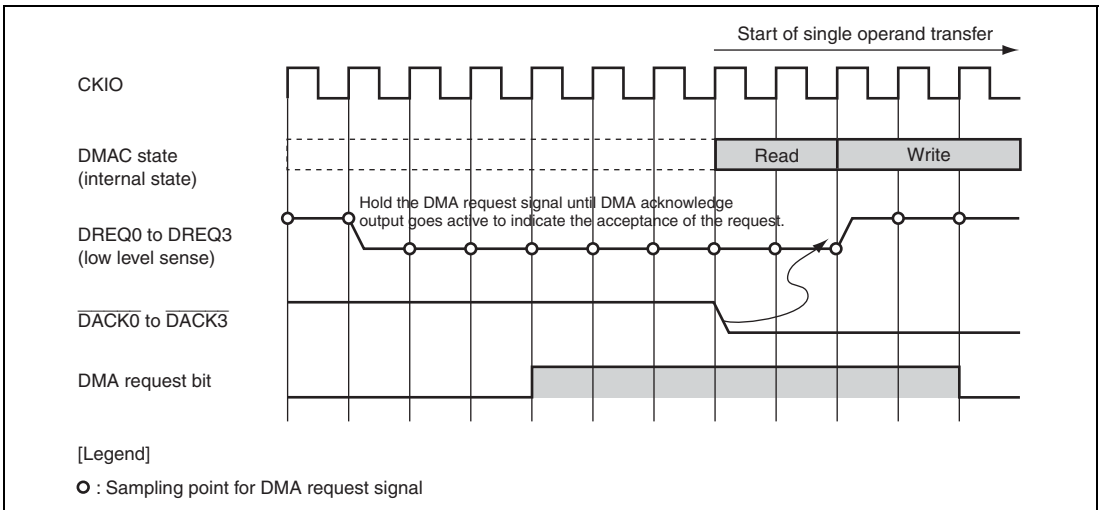 Start of single operand transfer
CKIO
DMAC state
(internal state)
Read
Write
Hold the DMA request signal until DMA acknowledge
output goes active to indicate the acceptance of the request.
DREQ0 to DREQ3
(low level sense)
DACK0 to DACK3
DMA request bit
[Legend]
: Sampling point for DMA request signal